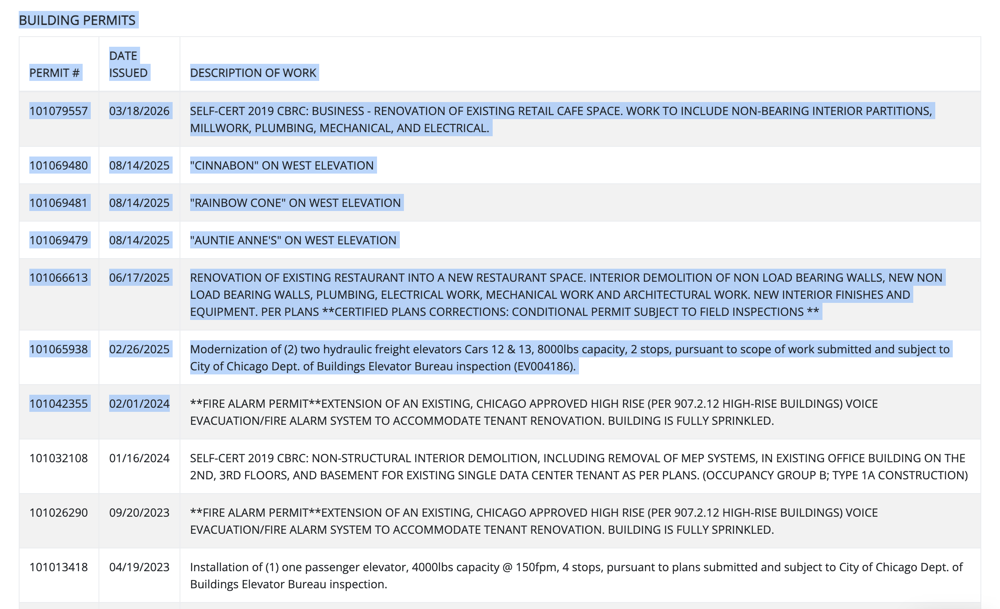 BUILDING PERMITS
PERMIT #
DATE
ISSUED
DESCRIPTION OF WORK
101079557
03/18/2026
SELF-CERT 2019 CBRC: BUSINESS - RENOVATION OF EXISTING RETAIL CAFE SPACE. WORK TO INCLUDE NON-BEARING INTERIOR PARTITIONS,
MILLWORK, PLUMBING, MECHANICAL, AND ELECTRICAL.
101069480
08/14/2025
"CINNABON" ON WEST ELEVATION
101069481
08/14/2025
"RAINBOW CONE" ON WEST ELEVATION
101069479
08/14/2025
"AUNTIE ANNE'S" ON WEST ELEVATION
101066613
06/17/2025
RENOVATION OF EXISTING RESTAURANT INTO A NEW RESTAURANT SPACE. INTERIOR DEMOLITION OF NON LOAD BEARING WALLS, NEW NON
LOAD BEARING WALLS, PLUMBING, ELECTRICAL WORK, MECHANICAL WORK AND ARCHITECTURAL WORK. NEW INTERIOR FINISHES AND
EQUIPMENT. PER PLANS **CERTIFIED PLANS CORRECTIONS: CONDITIONAL PERMIT SUBJECT TO FIELD INSPECTIONS **
101065938
02/26/2025
Modernization of (2) two hydraulic freight elevators Cars 12 & 13, 8000lbs capacity, 2 stops, pursuant to scope of work submitted and subject to
City of Chicago Dept. of Buildings Elevator Bureau inspection (EV004186).
101042355
02/01/2024
**FIRE ALARM PERMIT**EXTENSION OF AN EXISTING, CHICAGO APPROVED HIGH RISE (PER 907.2.12 HIGH-RISE BUILDINGS) VOICE
EVACUATION/FIRE ALARM SYSTEM TO ACCOMMODATE TENANT RENOVATION. BUILDING IS FULLY SPRINKLED.
101032108
01/16/2024
SELF-CERT 2019 CBRC: NON-STRUCTURAL INTERIOR DEMOLITION, INCLUDING REMOVAL OF MEP SYSTEMS, IN EXISTING OFFICE BUILDING ON THE
2ND, 3RD FLOORS, AND BASEMENT FOR EXISTING SINGLE DATA CENTER TENANT AS PER PLANS. (OCCUPANCY GROUP B; TYPE 1A CONSTRUCTION)
101026290
09/20/2023
**FIRE ALARM PERMIT**EXTENSION OF AN EXISTING, CHICAGO APPROVED HIGH RISE (PER 907.2.12 HIGH-RISE BUILDINGS) VOICE
EVACUATION/FIRE ALARM SYSTEM TO ACCOMMODATE TENANT RENOVATION. BUILDING IS FULLY SPRINKLED.
101013418
04/19/2023
Installation of (1) one passenger elevator, 4000lbs capacity @ 150fpm, 4 stops, pursuant to plans submitted and subject to City of Chicago Dept. of
Buildings Elevator Bureau inspection.